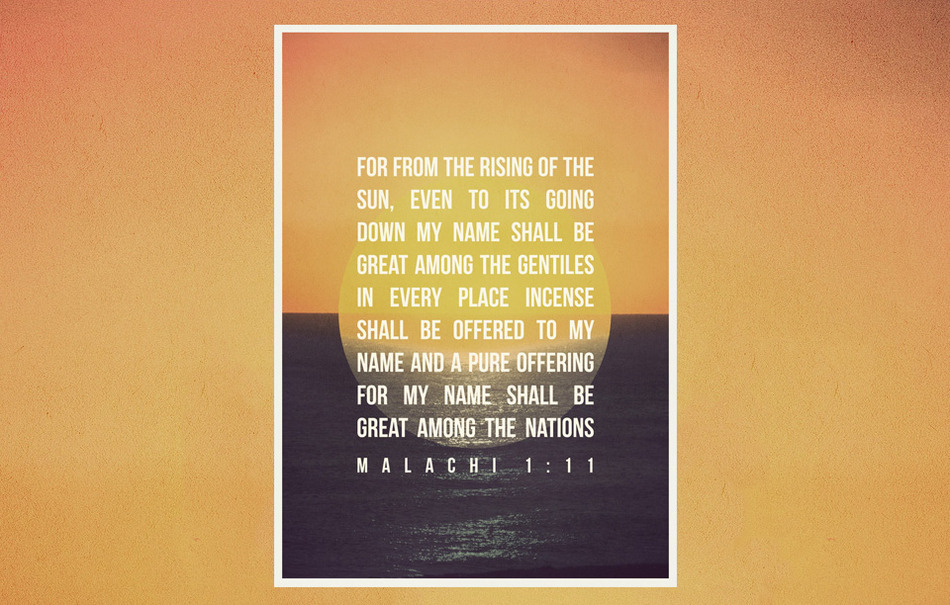 FOR FROM THE RISING OF THE
SUN, EVEN TO ITS GOING
DOWN MY NAME SHALL BE
GREAT AMONG THE GENTILES
IN EVERY PLACE INCENSE
SHALL BE OFFERED TO MY
NAME AND A PURE OFFERING
FOR MY NAME SHALL BE
GREAT AMONG THE NATIONS
MALACHI 1:11